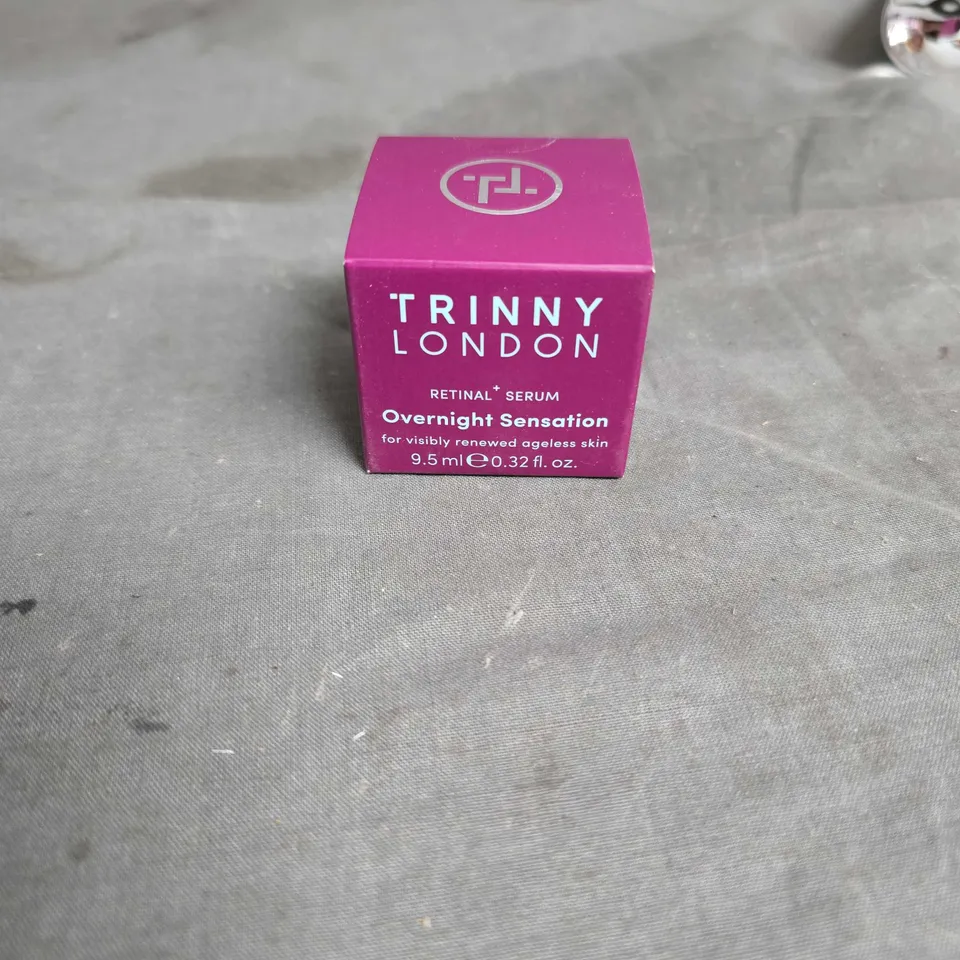 TRINNY
LONDON
RETINAL⁺ SERUM
Overnight Sensation
for visibly renewed ageless skin
9.5 ml ℮ 0.32 fl. oz.